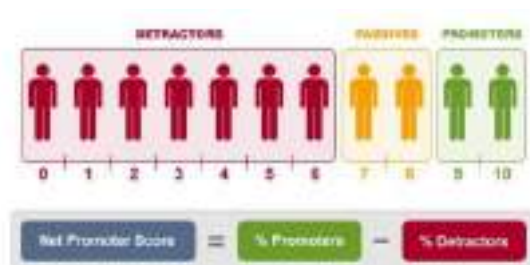 DETRACTORS PASSIVES PROMOTERS
0 1 2 3 4 5 6 7 8 9 10
Net Promoter Score = % Promoters − % Detractors